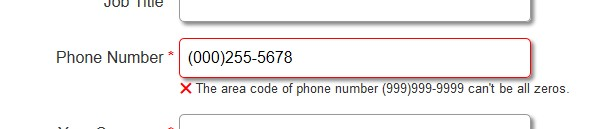 Job Title
Phone Number *
(000)255-5678
The area code of phone number (999)999-9999 can't be all zeros.